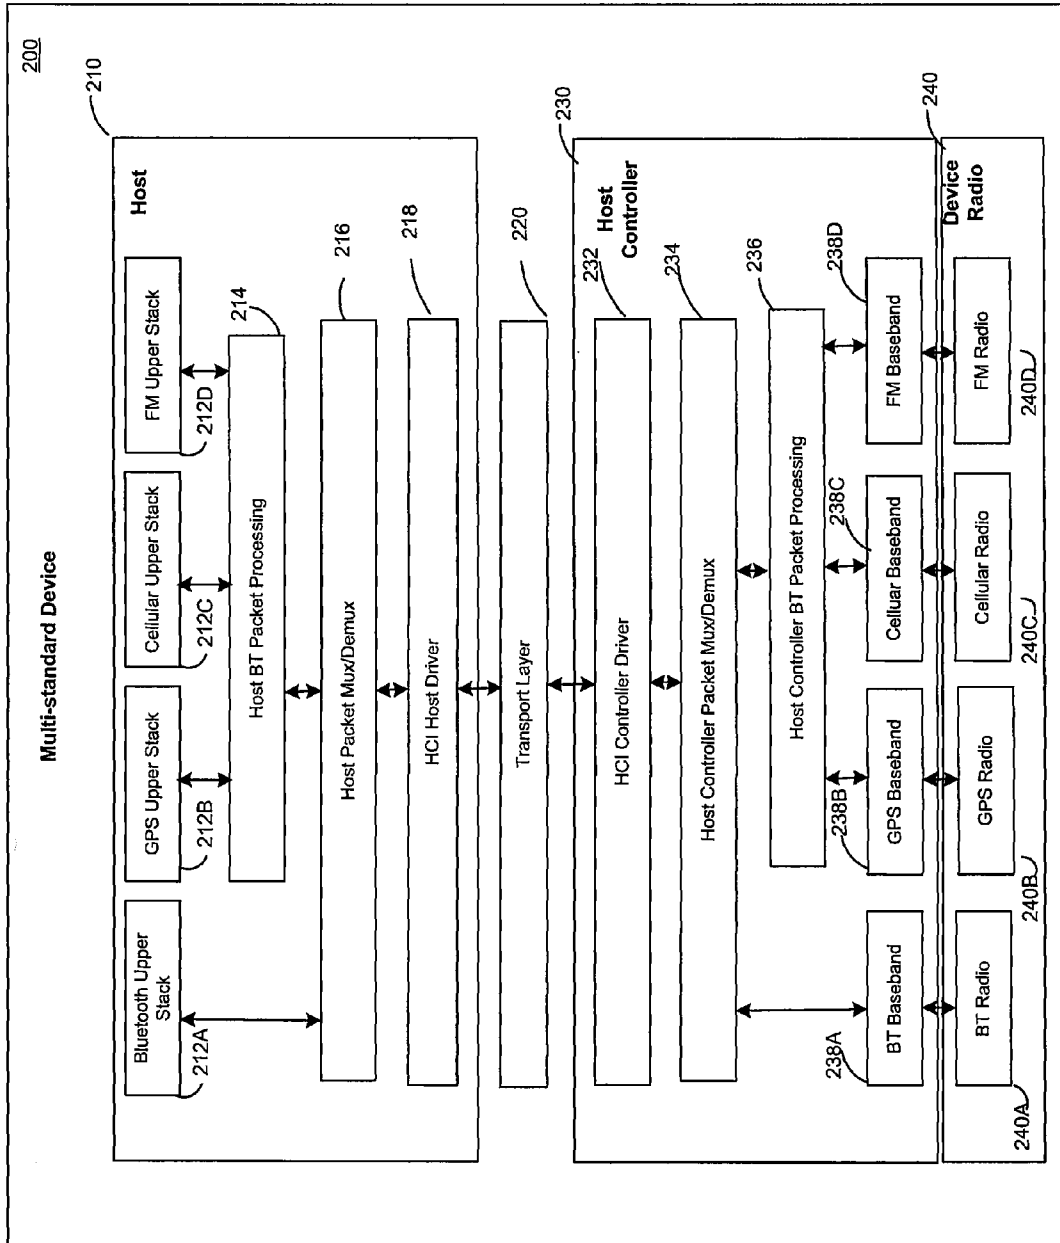 200
Multi-standard Device
210
Host
Bluetooth Upper
Stack
212A
GPS Upper Stack
212B
Cellular Upper Stack
212C
FM Upper Stack
212D
Host BT Packet Processing
214
Host Packet Mux/Demux
216
HCI Host Driver
218
Transport Layer
220
230
Host
Controller
HCI Controller Driver
232
Host Controller Packet Mux/Demux
234
Host Controller BT Packet Processing
236
BT Baseband
238A
GPS Baseband
238B
Celluar Baseband
238C
FM Baseband
238D
240
Device
Radio
BT Radio
240A
GPS Radio
240B
Cellular Radio
240C
FM Radio
240D